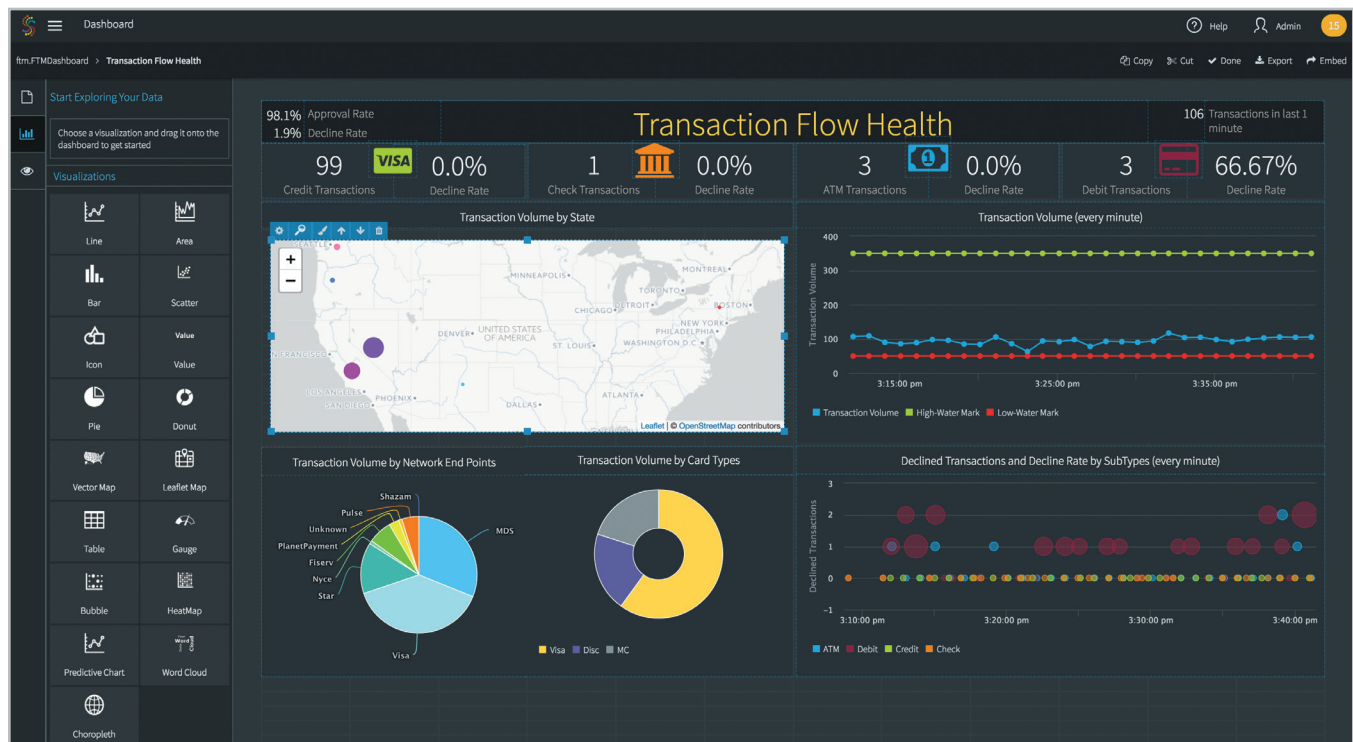 Dashboard
Help
Admin
15
ftm.FTMDashboard > Transaction Flow Health
Copy
Cut
Done
Export
Embed
Start Exploring Your Data
Choose a visualization and drag it onto the
dashboard to get started
Visualizations
Line
Area
Bar
Scatter
Icon
Value
Value
Pie
Donut
Vector Map
Leaflet Map
Table
Gauge
Bubble
HeatMap
Predictive Chart
Word
Cloud
Word Cloud
Choropleth
98.1% Approval Rate
1.9% Decline Rate
Transaction Flow Health
106 Transactions in last 1
minute
99
Credit Transactions
VISA
0.0%
Decline Rate
1
Check Transactions
0.0%
Decline Rate
3
ATM Transactions
1
0.0%
Decline Rate
3
Debit Transactions
66.67%
Decline Rate
Transaction Volume by State
+
−
SEATTLE
MINNEAPOLIS
MONTREAL
TORONTO
DETROIT
BOSTON
CHICAGO
NEW YORK
PHILADELPHIA
DENVER
UNITED STATES
OF AMERICA
ST. LOUIS
WASHINGTON D.C.
N FRANCISCO
LOS ANGELES
PHOENIX
SAN DIEGO
DALLAS
ATLANTA
Leaflet | © OpenStreetMap contributors
Transaction Volume (every minute)
Transaction Volume
400
300
200
100
0
3:15:00 pm
3:25:00 pm
3:35:00 pm
Transaction Volume
High-Water Mark
Low-Water Mark
Transaction Volume by Network End Points
Shazam
Pulse
Unknown
PlanetPayment
Fiserv
Nyce
Star
MDS
Visa
Transaction Volume by Card Types
Visa
Disc
MC
Declined Transactions and Decline Rate by SubTypes (every minute)
Declined Transactions
3
2
1
0
−1
3:10:00 pm
3:20:00 pm
3:30:00 pm
3:40:00 pm
ATM
Debit
Credit
Check